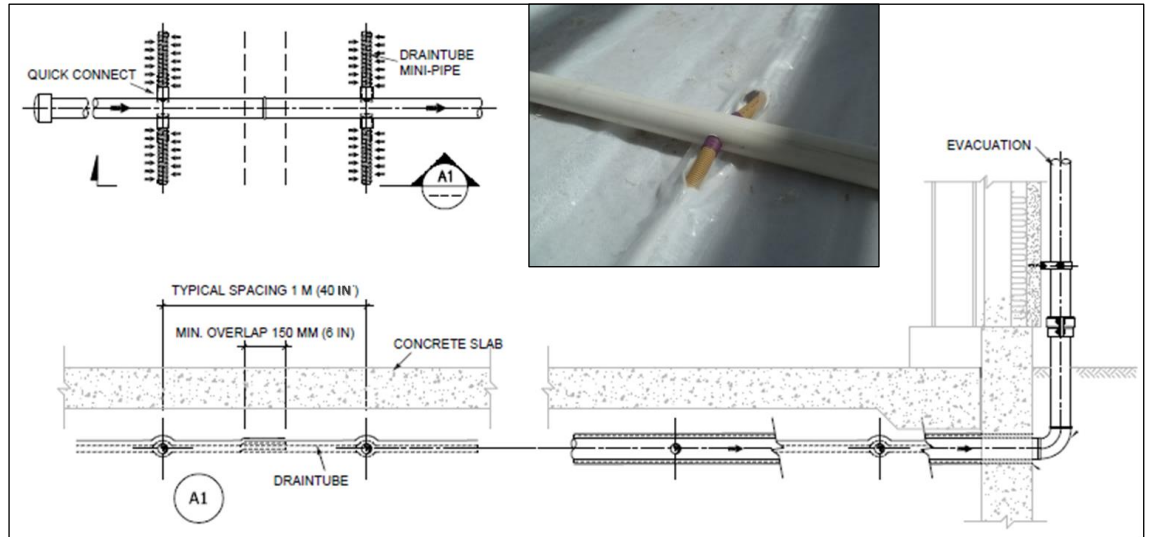 QUICK CONNECT
DRAINTUBE
MINI-PIPE
A1
EVACUATION
TYPICAL SPACING 1 M (40 IN)
MIN. OVERLAP 150 MM (6 IN)
CONCRETE SLAB
DRAINTUBE
A1